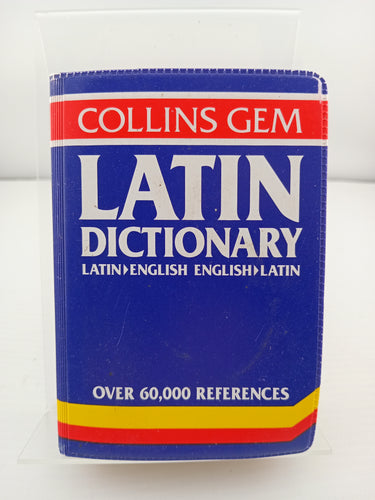 COLLINS GEM
LATIN
DICTIONARY
LATIN▸ENGLISH ENGLISH▸LATIN
OVER 60,000 REFERENCES